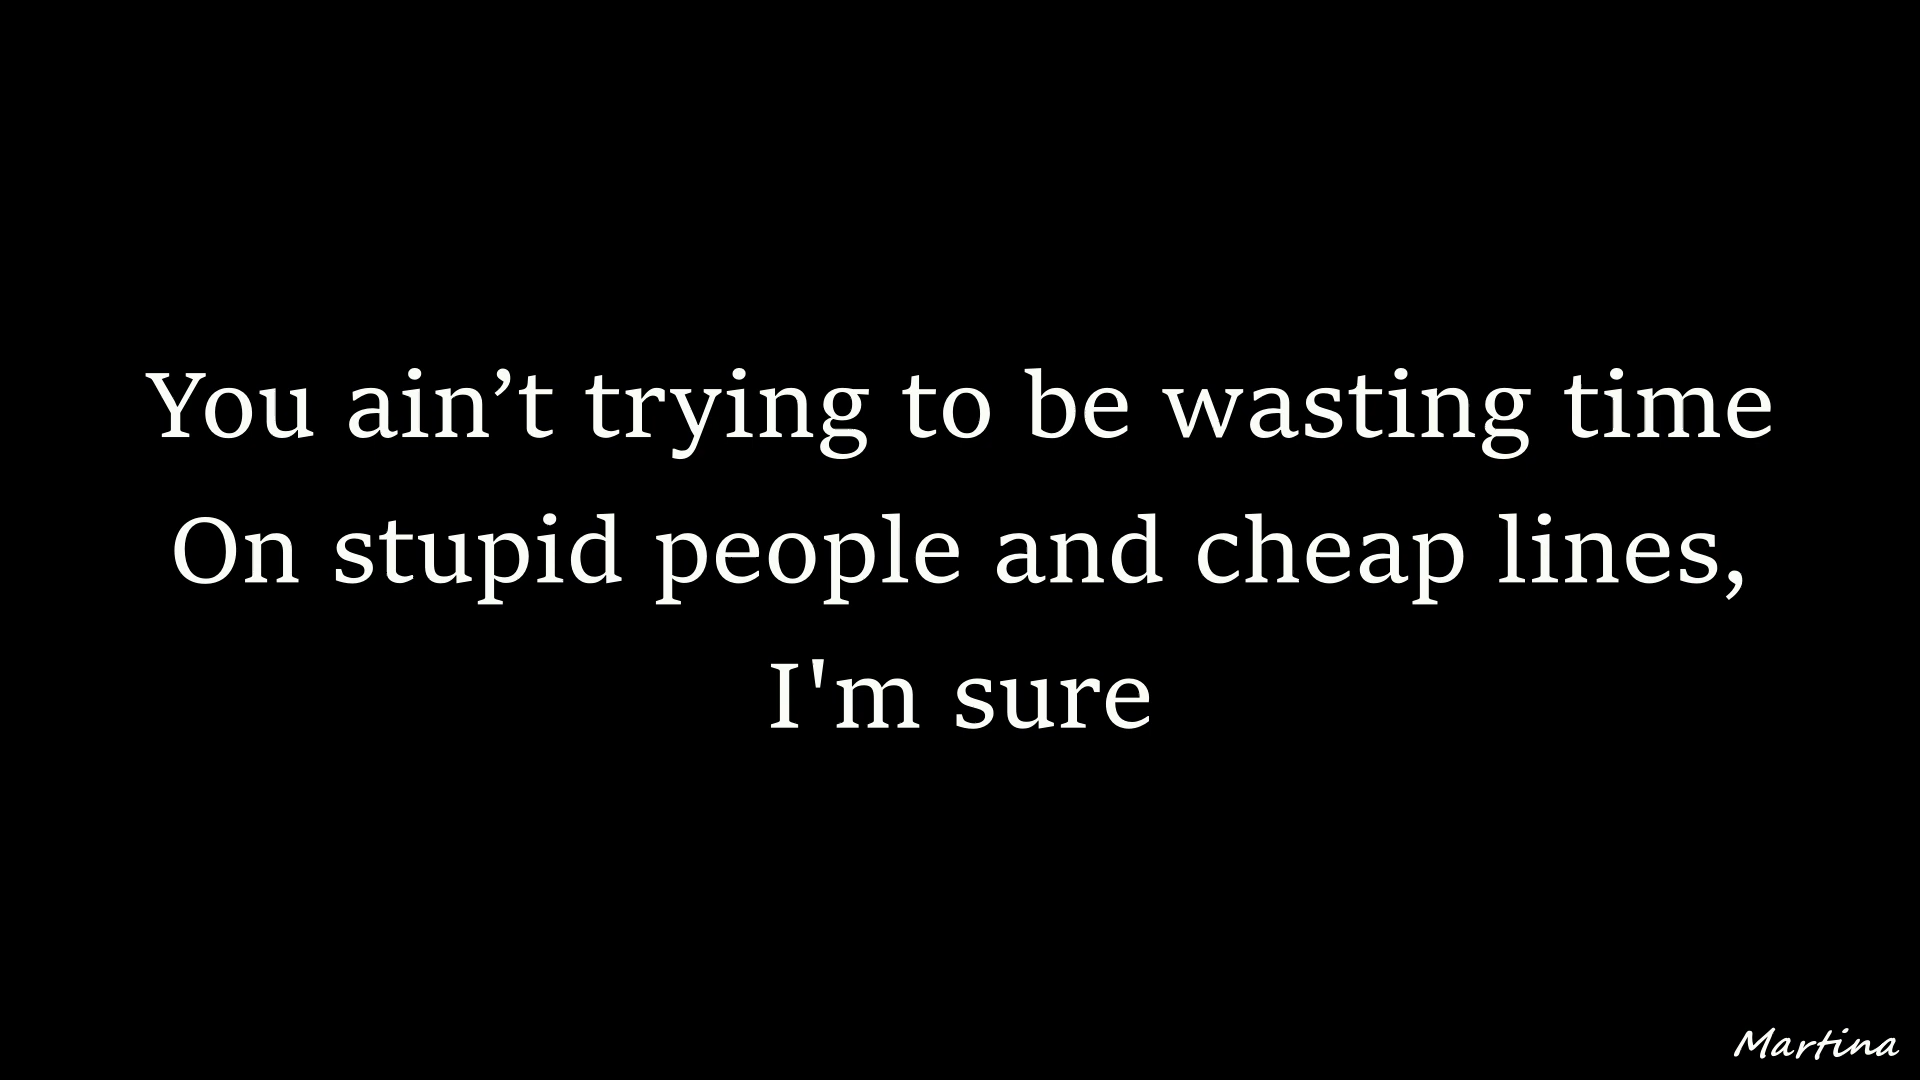 You ain’t trying to be wasting time
On stupid people and cheap lines,
I'm sure
Martina